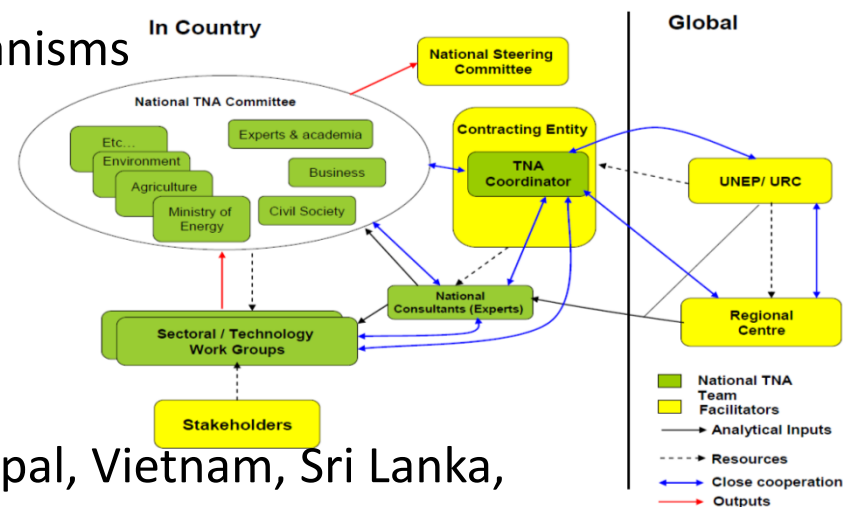 In Country
Global
anisms
National Steering
Committee
National TNA Committee
Etc...
Environment
Agriculture
Ministry of
Energy
Experts & academia
Business
Civil Society
Contracting Entity
TNA
Coordinator
UNEP/ URC
National
Consultants (Experts)
Regional
Centre
Sectoral / Technology
Work Groups
Stakeholders
National TNA
Team
Facilitators
Analytical Inputs
Resources
Close cooperation
Outputs
pal, Vietnam, Sri Lanka,